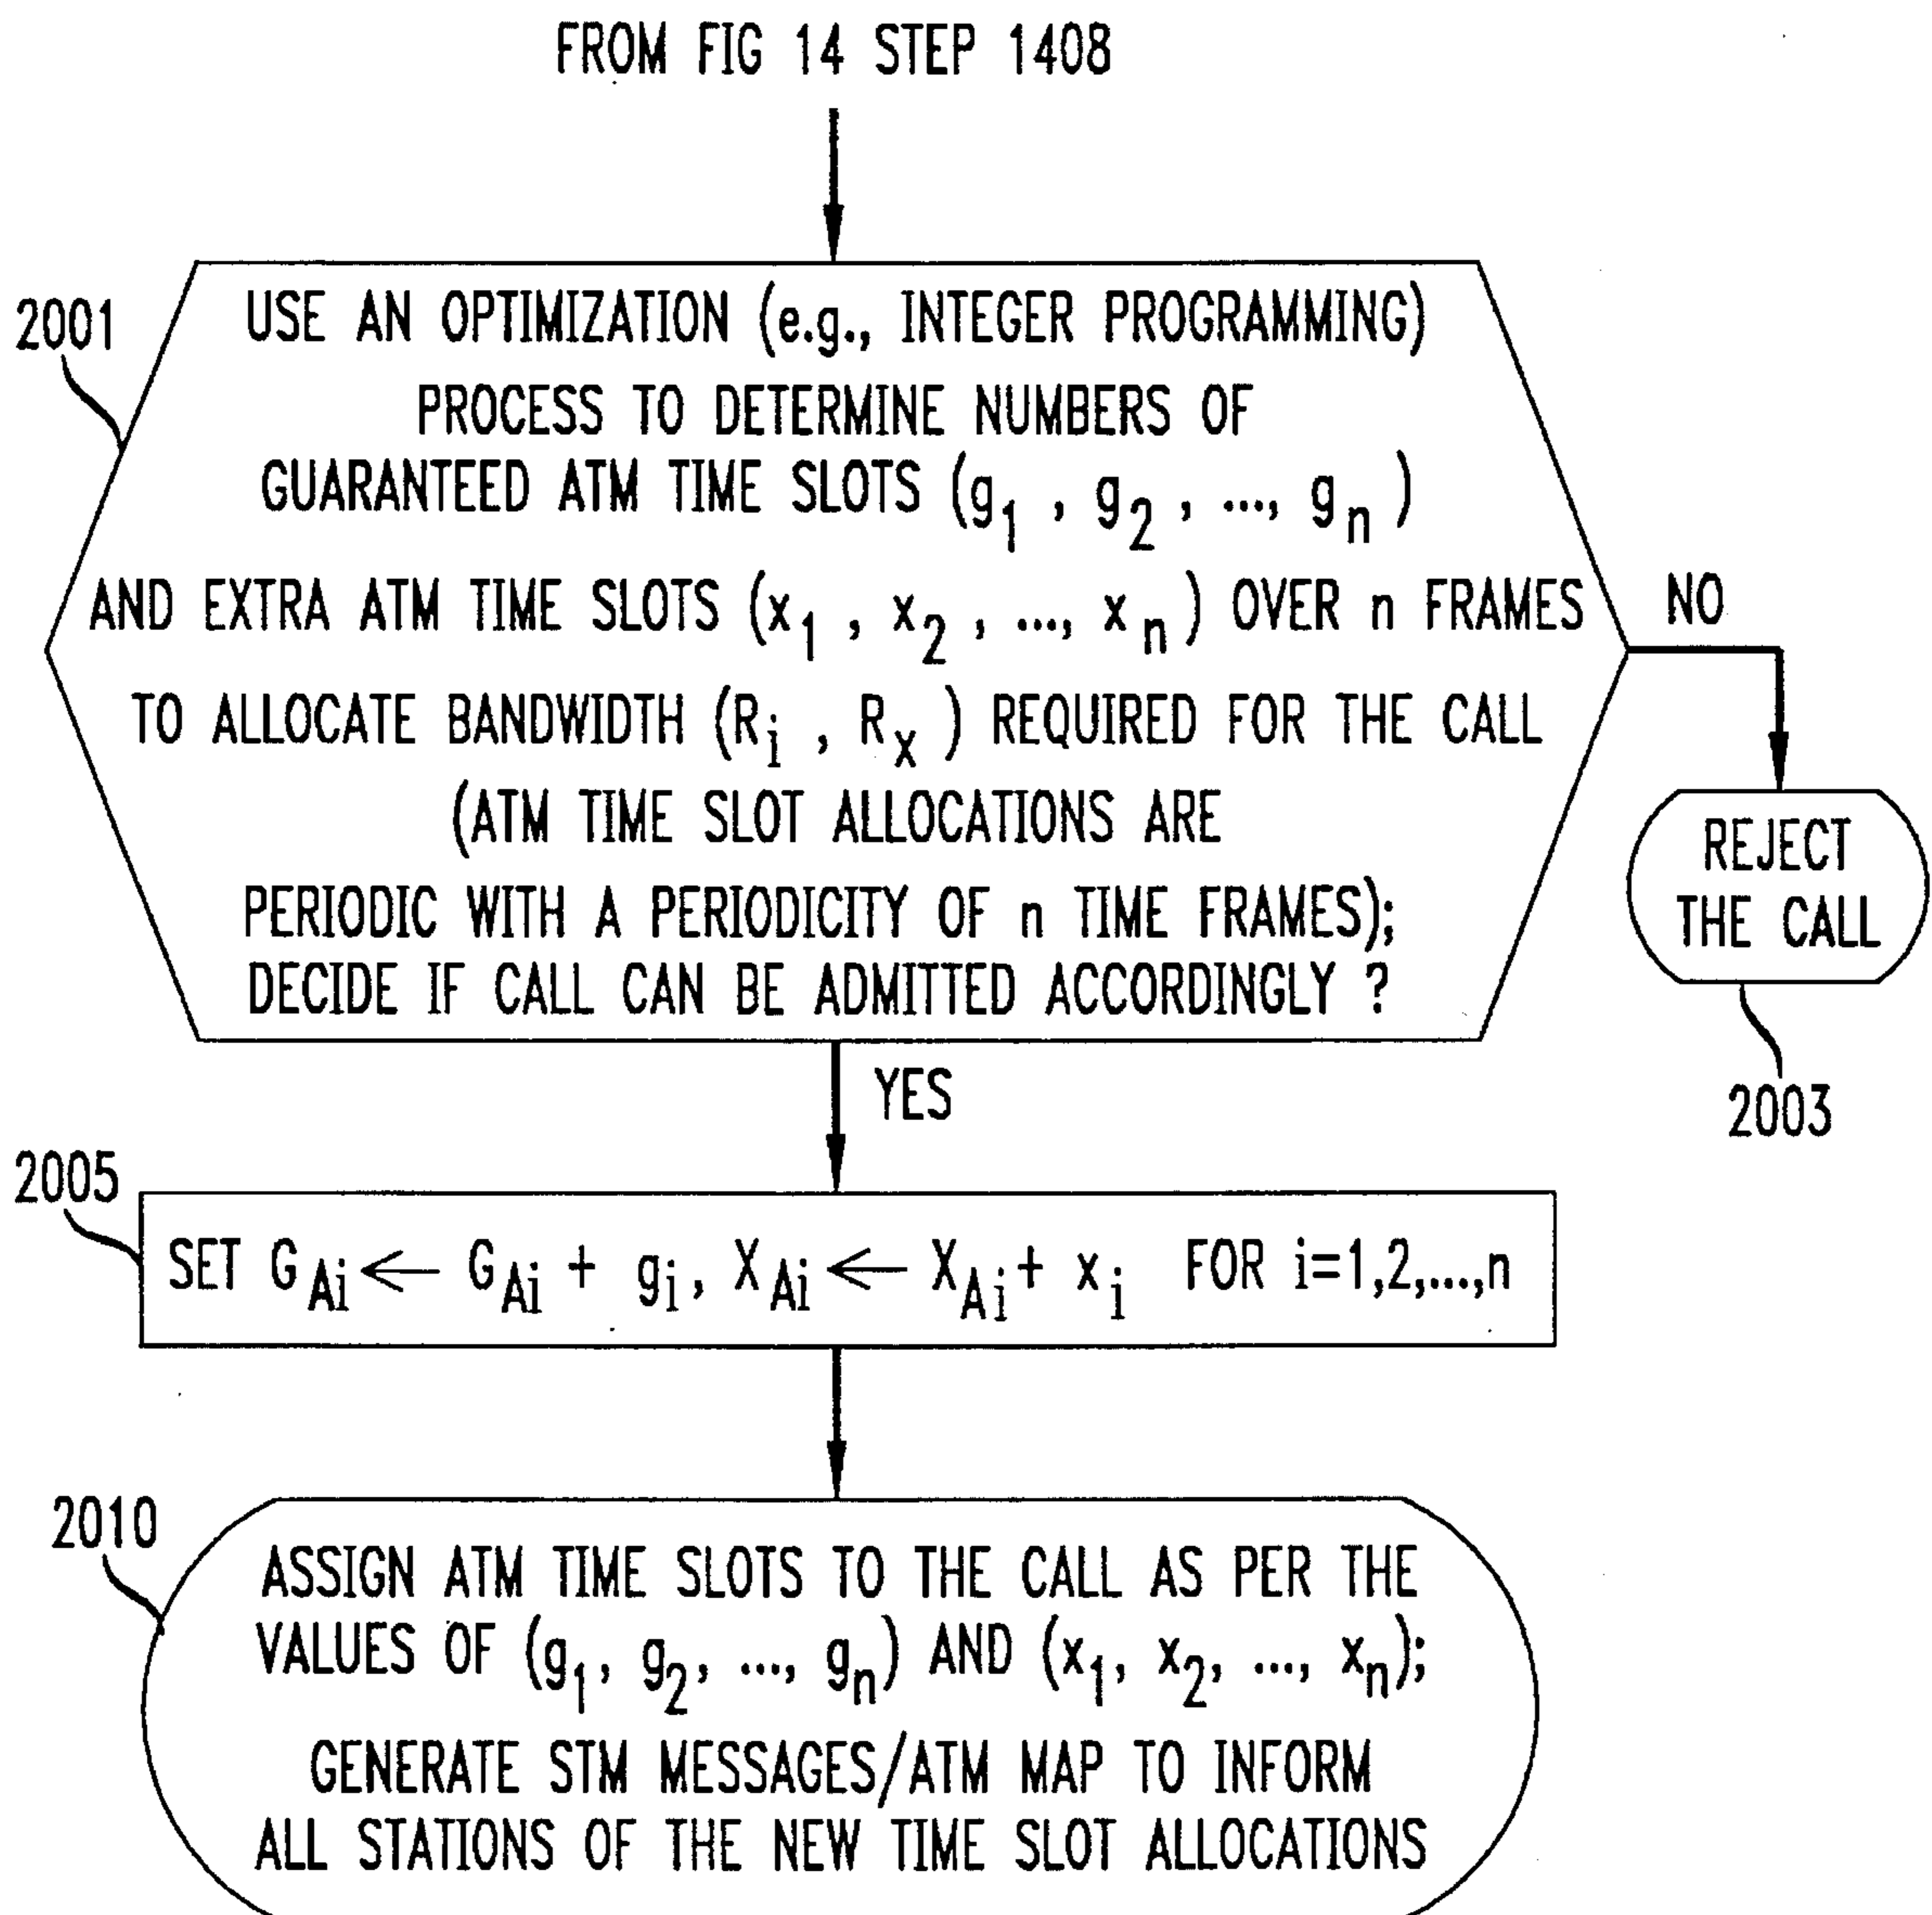 FROM FIG 14 STEP 1408
2001
USE AN OPTIMIZATION (e.g., INTEGER PROGRAMMING)
PROCESS TO DETERMINE NUMBERS OF
GUARANTEED ATM TIME SLOTS (g1 , g2 , ..., gn )
AND EXTRA ATM TIME SLOTS (x1 , x2 , ..., xn ) OVER n FRAMES
TO ALLOCATE BANDWIDTH (Ri , Rx ) REQUIRED FOR THE CALL
(ATM TIME SLOT ALLOCATIONS ARE
PERIODIC WITH A PERIODICITY OF n TIME FRAMES);
DECIDE IF CALL CAN BE ADMITTED ACCORDINGLY ?
NO
REJECT
THE CALL
2003
YES
2005
SET GAi ← GAi + gi, XAi ← XAi + xi FOR i=1,2,...,n
2010
ASSIGN ATM TIME SLOTS TO THE CALL AS PER THE
VALUES OF (g1, g2, ..., gn) AND (x1, x2, ..., xn);
GENERATE STM MESSAGES/ATM MAP TO INFORM
ALL STATIONS OF THE NEW TIME SLOT ALLOCATIONS